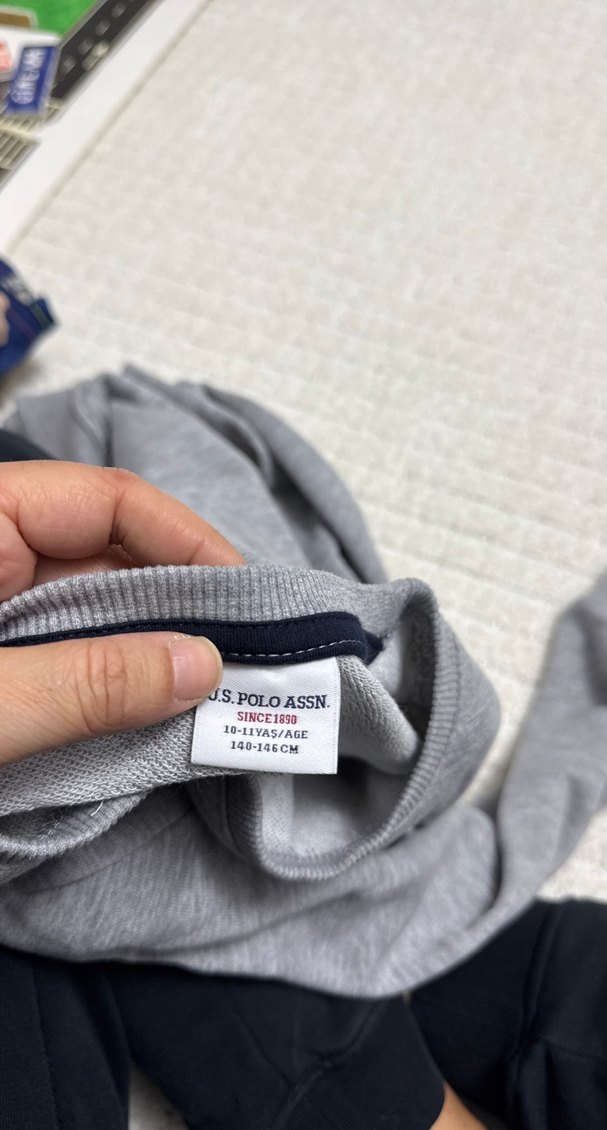 U.S. POLO ASSN.
SINCE1890
10-11YAŞ/AGE
140-146CM